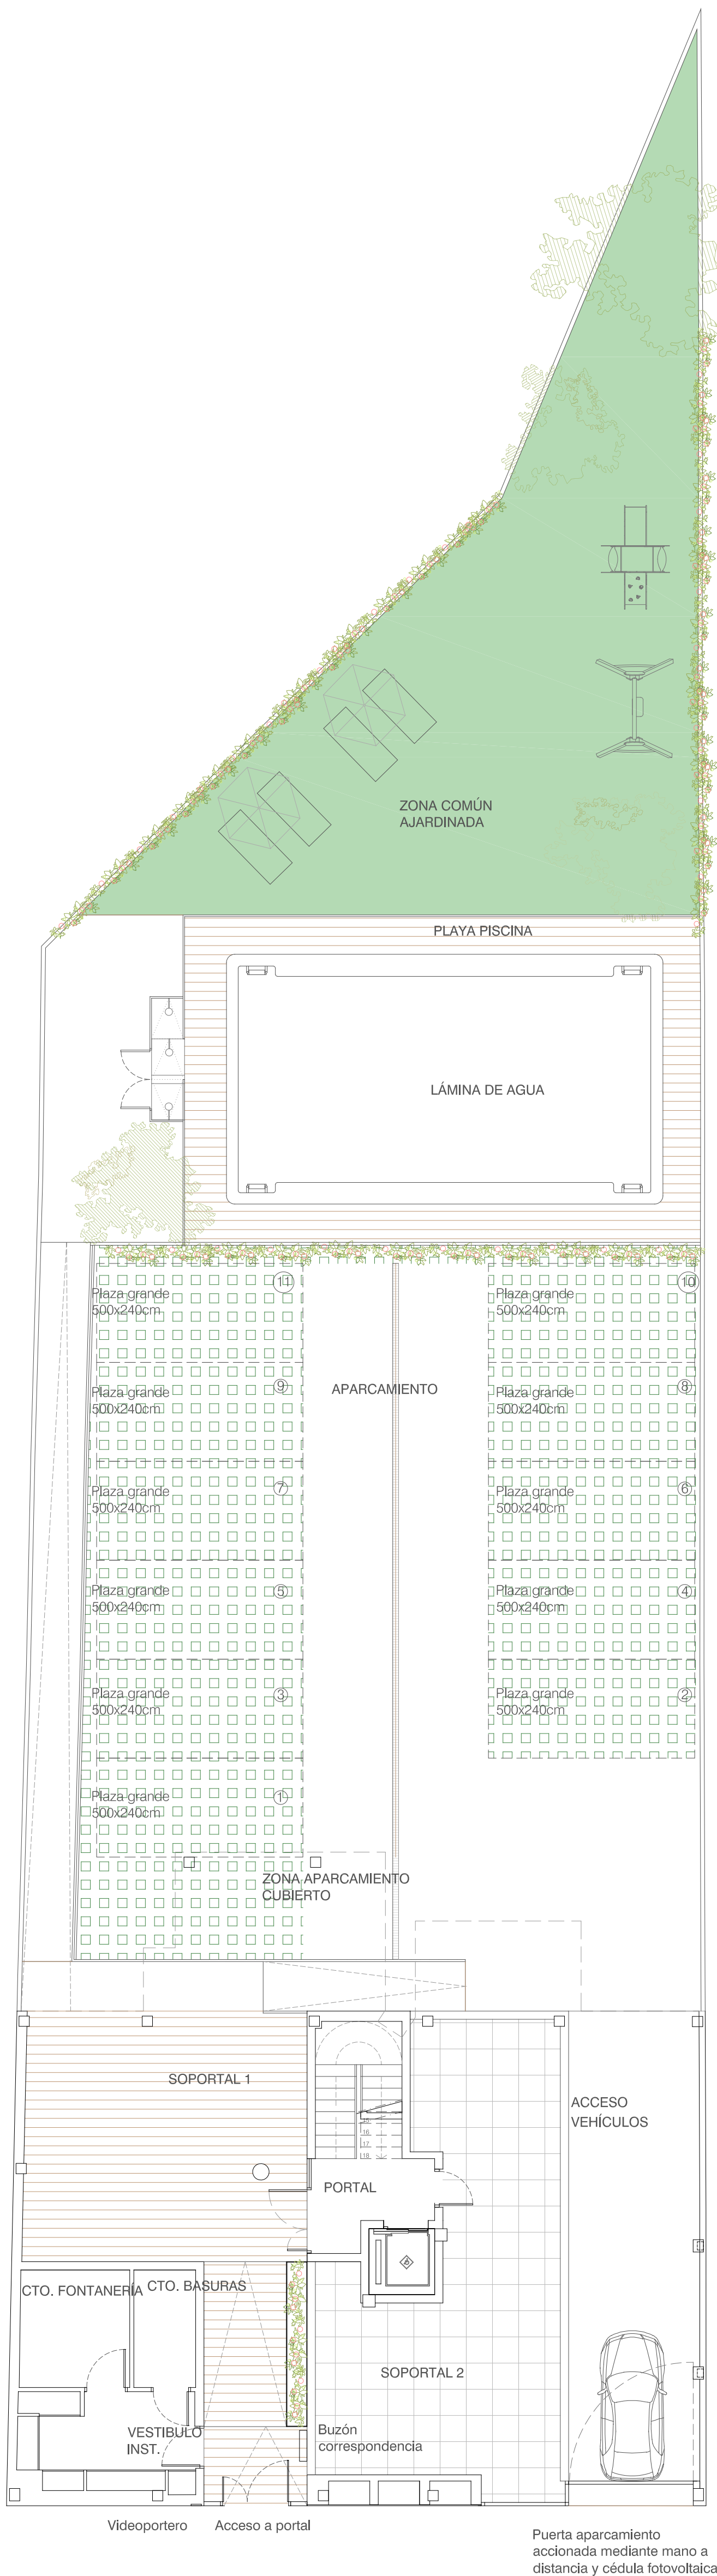 ZONA COMÚN
AJARDINADA
PLAYA PISCINA
LÁMINA DE AGUA
Plaza grande
500x240cm
11
Plaza grande
500x240cm
10
APARCAMIENTO
Plaza grande
500x240cm
9
Plaza grande
500x240cm
8
Plaza grande
500x240cm
7
Plaza grande
500x240cm
6
Plaza grande
500x240cm
5
Plaza grande
500x240cm
4
Plaza grande
500x240cm
3
Plaza grande
500x240cm
2
Plaza grande
500x240cm
1
ZONA APARCAMIENTO
CUBIERTO
SOPORTAL 1
ACCESO
VEHÍCULOS
16
17
18
PORTAL
CTO. FONTANERÍA
CTO. BASURAS
SOPORTAL 2
VESTIBULO
INST.
Buzón
correspondencia
Videoportero
Acceso a portal
Puerta aparcamiento
accionada mediante mano a
distancia y cédula fotovoltaica